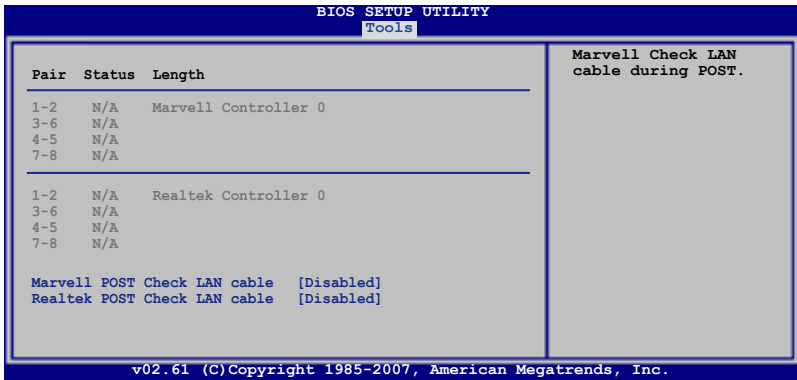 BIOS SETUP UTILITY
Tools
Pair Status Length
1-2 N/A Marvell Controller 0
3-6 N/A
4-5 N/A
7-8 N/A
1-2 N/A Realtek Controller 0
3-6 N/A
4-5 N/A
7-8 N/A
Marvell POST Check LAN cable [Disabled]
Realtek POST Check LAN cable [Disabled]
Marvell Check LAN
cable during POST.
v02.61 (C)Copyright 1985-2007, American Megatrends, Inc.